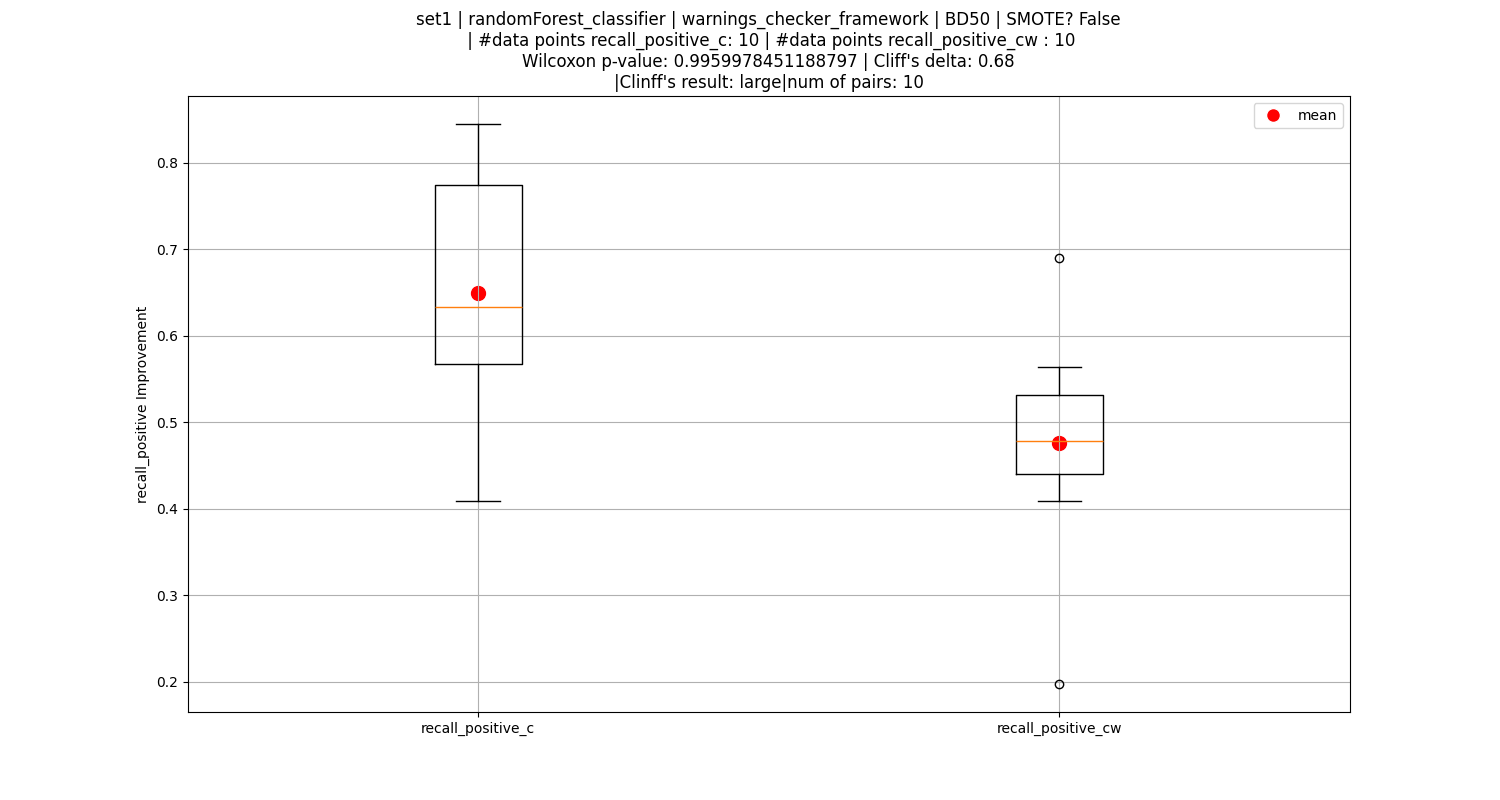 set1 | randomForest_classifier | warnings_checker_framework | BD50 | SMOTE? False
| #data points recall_positive_c: 10 | #data points recall_positive_cw : 10
Wilcoxon p-value: 0.9959978451188797 | Cliff's delta: 0.68
|Clinff's result: large|num of pairs: 10
mean
recall_positive Improvement
0.8
0.7
0.6
0.5
0.4
0.3
0.2
recall_positive_c
recall_positive_cw